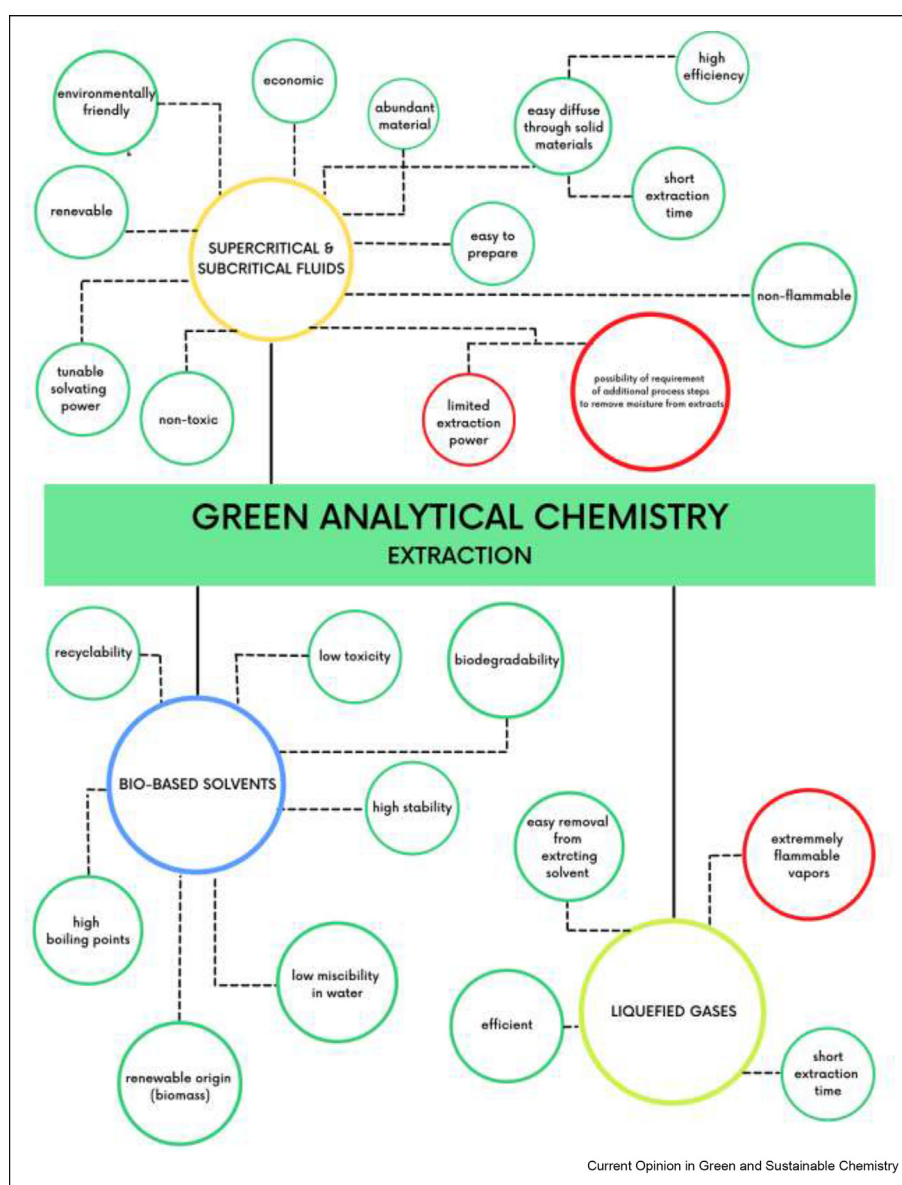 environmentally
friendly
economic
abundant
material
easy diffuse
through solid
materials
high
efficiency
short
extraction
time
renevable
SUPERCRITICAL &
SUBCRITICAL FLUIDS
easy to
prepare
non-flammable
tunable
solvating
power
non-toxic
limited
extraction
power
possibility of requirement
of additional process steps
to remove moisture from extracts
GREEN ANALYTICAL CHEMISTRY
EXTRACTION
recyclability
low toxicity
biodegradability
BIO-BASED SOLVENTS
high stability
high
boiling points
low miscibility
in water
renewable origin
(biomass)
easy removal
from
extrcting
solvent
extremmely
flammable
vapors
efficient
LIQUEFIED GASES
short
extraction
time
Current Opinion in Green and Sustainable Chemistry